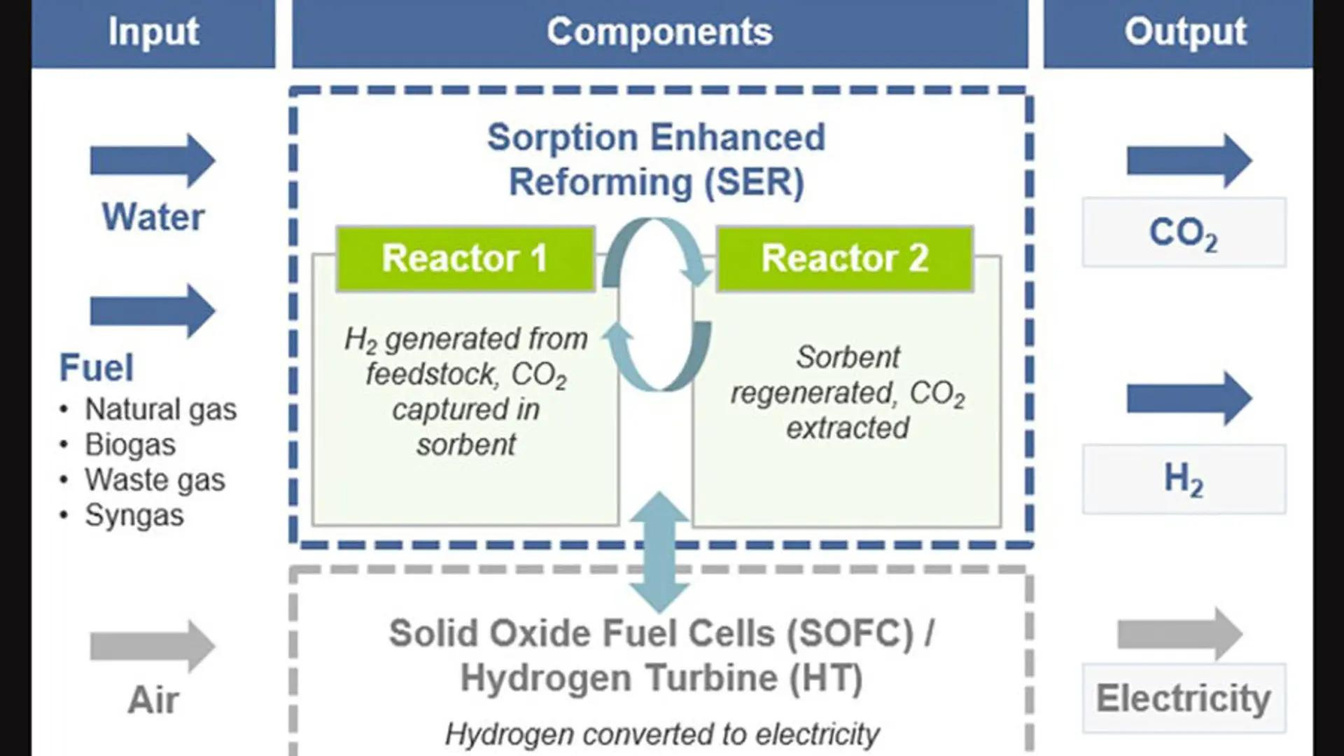 Input
Components
Output
Water
Fuel
• Natural gas
• Biogas
• Waste gas
• Syngas
Air
Sorption Enhanced
Reforming (SER)
Reactor 1
H₂ generated from
feedstock, CO₂
captured in
sorbent
Reactor 2
Sorbent
regenerated, CO₂
extracted
Solid Oxide Fuel Cells (SOFC) /
Hydrogen Turbine (HT)
Hydrogen converted to electricity
CO₂
H₂
Electricity